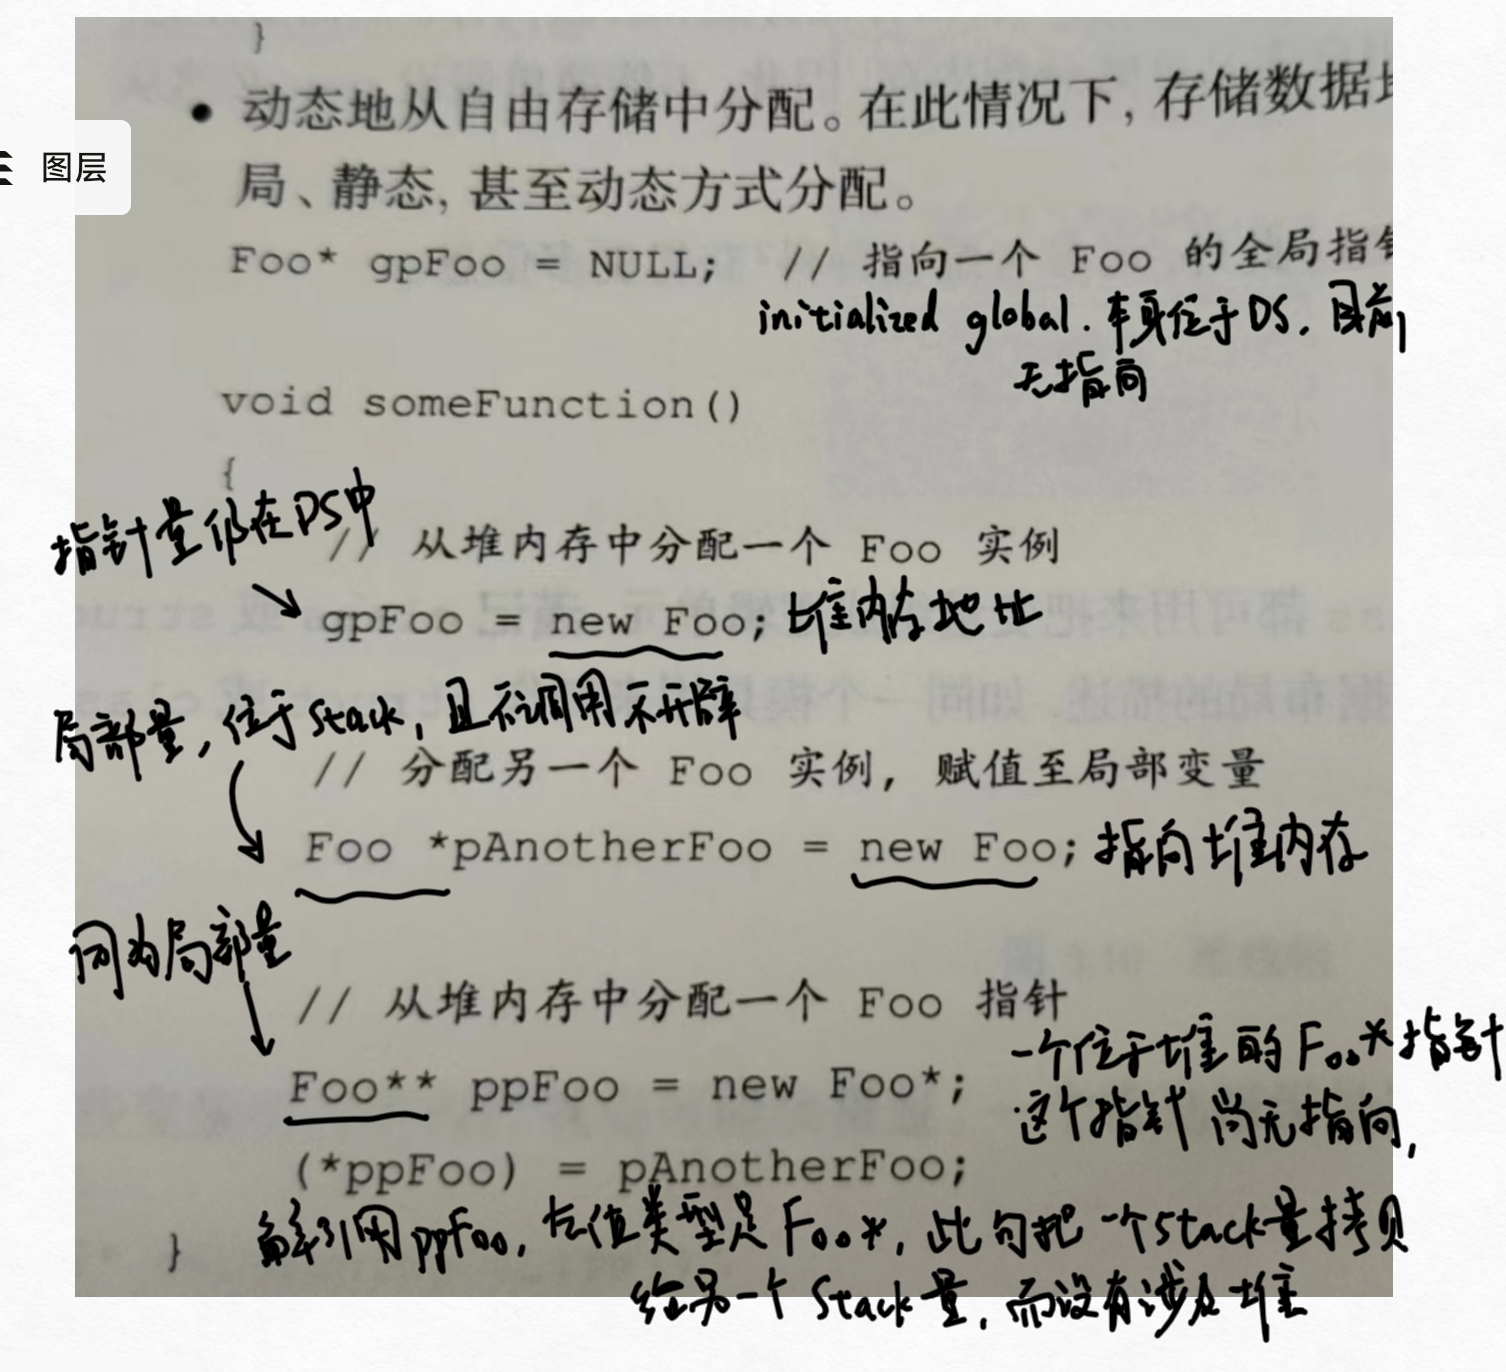 }
• 动态地从自由存储中分配。在此情况下, 存储数据
图层
局、静态, 甚至动态方式分配。
Foo* gpFoo = NULL; // 指向一个 Foo 的全局指针
initialized global. 本身位于DS, 目前
无指向
void someFunction()
{
指针量仍在DS中
// 从堆内存中分配一个 Foo 实例
gpFoo = new Foo; 堆内存地址
局部量, 位于stack, 且不调用不开辟
// 分配另一个 Foo 实例, 赋值至局部变量
Foo *pAnotherFoo = new Foo; 指向堆内存
同为局部量
// 从堆内存中分配一个 Foo 指针
一个位于堆的Foo*指针
Foo** ppFoo = new Foo*;
这个指针尚无指向,
(*ppFoo) = pAnotherFoo;
解引用ppFoo, 左值类型是Foo*, 此句把一个stack量拷贝
}
给另一个Stack量, 而没有涉及堆